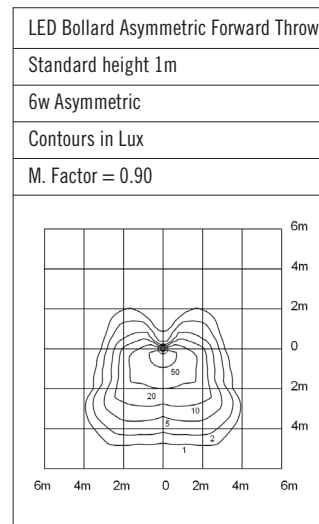 LED Bollard Asymmetric Forward Throw
Standard height 1m
6w Asymmetric
Contours in Lux
M. Factor = 0.90
6m
4m
2m
0
50
20
2m
10
5
2
4m
1
6m 4m 2m 0 2m 4m 6m